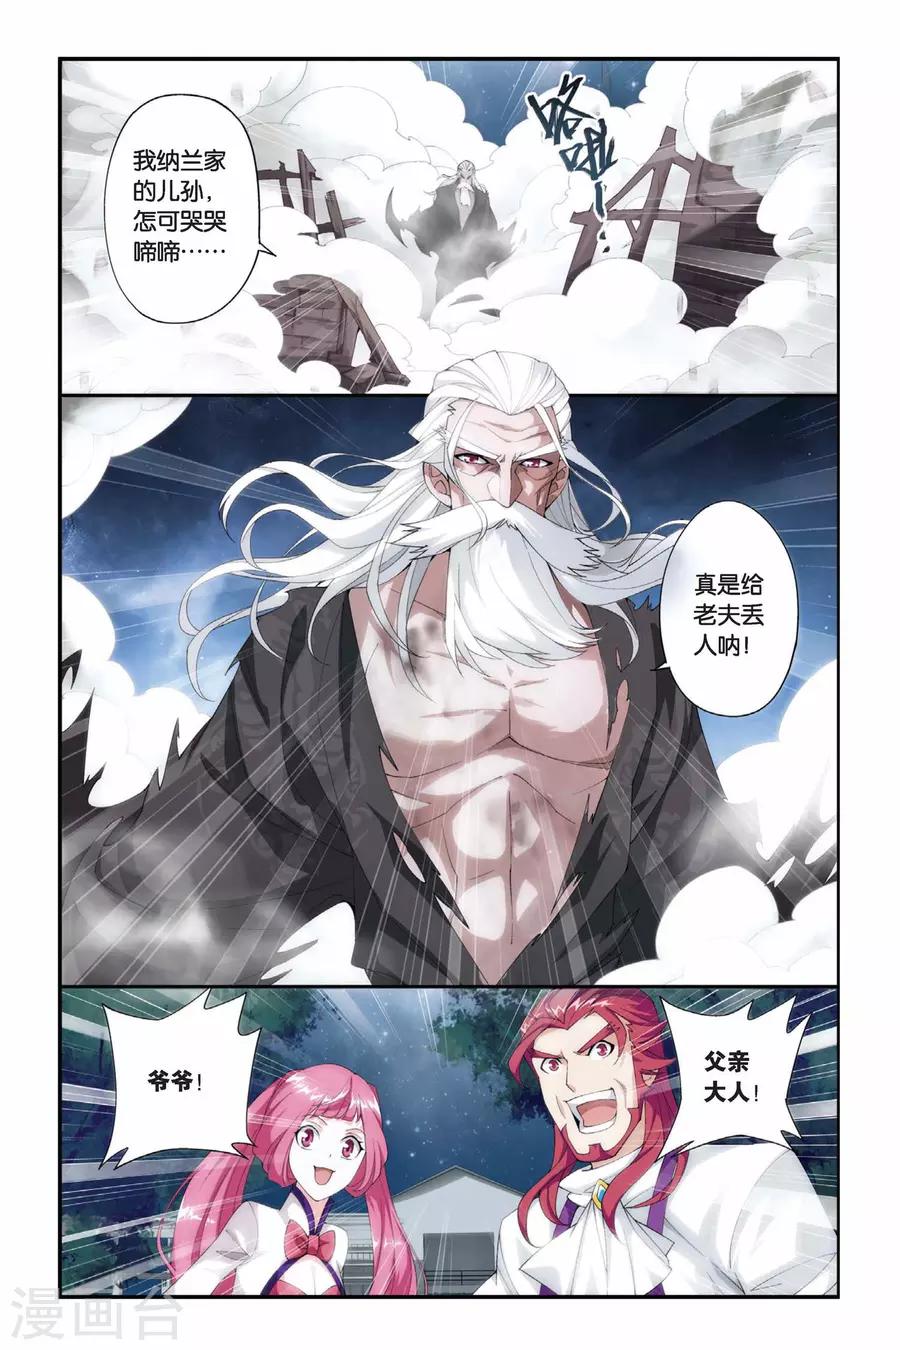 我纳兰家
的儿孙，
怎可哭哭
啼啼……
咯吡—
真是给
老夫丢
人呐！
父亲
大人！
爷爷！
漫画台